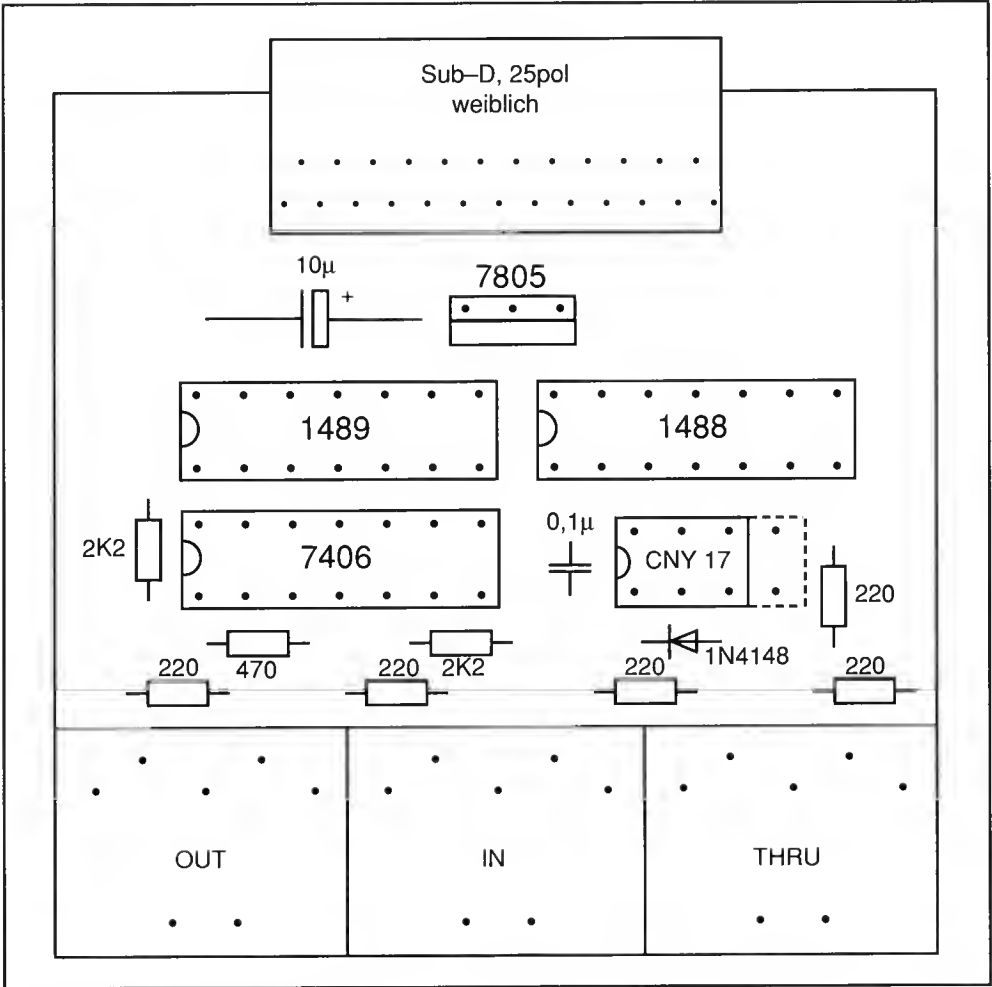 Sub–D, 25pol
weiblich
10µ
+
7805
1489
1488
2K2
7406
0,1µ
CNY 17
220
470
2K2
1N4148
220
220
220
220
OUT
IN
THRU